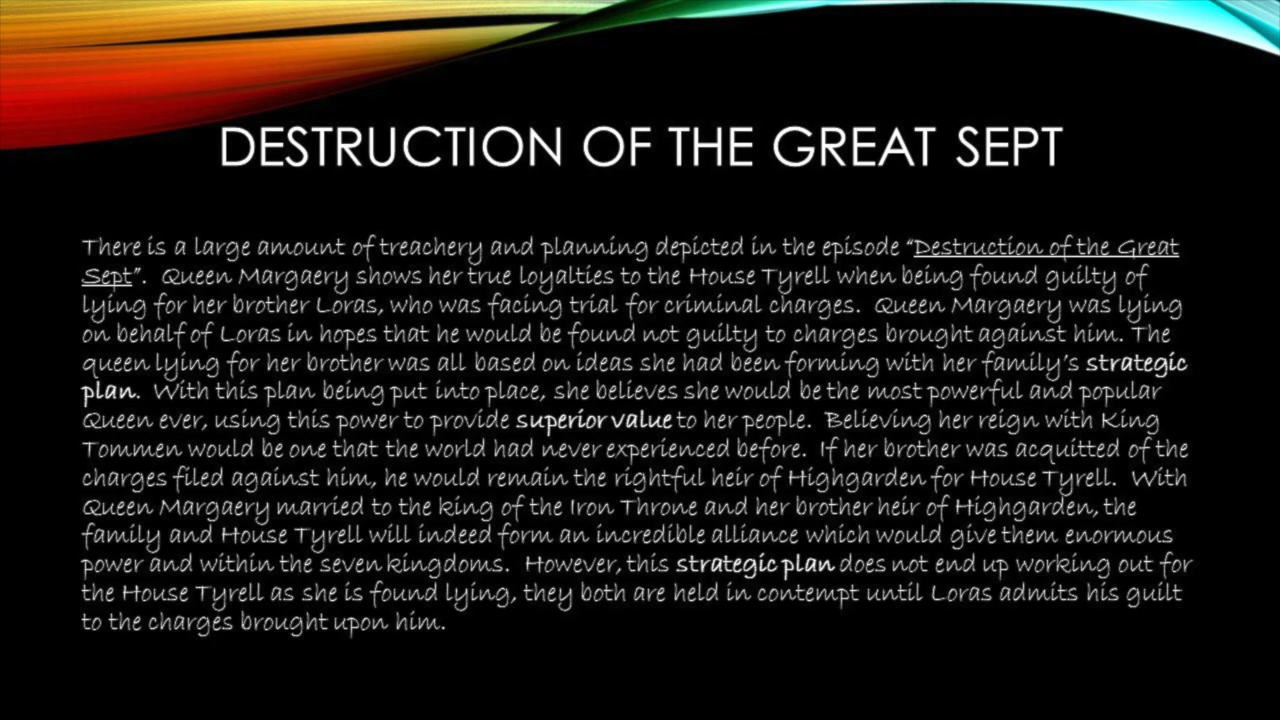 DESTRUCTION OF THE GREAT SEPT
There is a large amount of treachery and planning depicted in the episode “Destruction of the Great
Sept”.  Queen Margaery shows her true loyalties to the House Tyrell when being found guilty of
lying for her brother Loras, who was facing trial for criminal charges.  Queen Margaery was lying
on behalf of Loras in hopes that he would be found not guilty to charges brought against him. The
queen lying for her brother was all based on ideas she had been forming with her family’s strategic
plan.  With this plan being put into place, she believes she would be the most powerful and popular
Queen ever, using this power to provide superior value to her people.  Believing her reign with King
Tommen would be one that the world had never experienced before.  If her brother was acquitted of the
charges filed against him, he would remain the rightful heir of Highgarden for House Tyrell.  With
Queen Margaery married to the king of the Iron Throne and her brother heir of Highgarden, the
family and House Tyrell will indeed form an incredible alliance which would give them enormous
power and within the seven kingdoms.  However, this strategic plan does not end up working out for
the House Tyrell as she is found lying, they both are held in contempt until Loras admits his guilt
to the charges brought upon him.